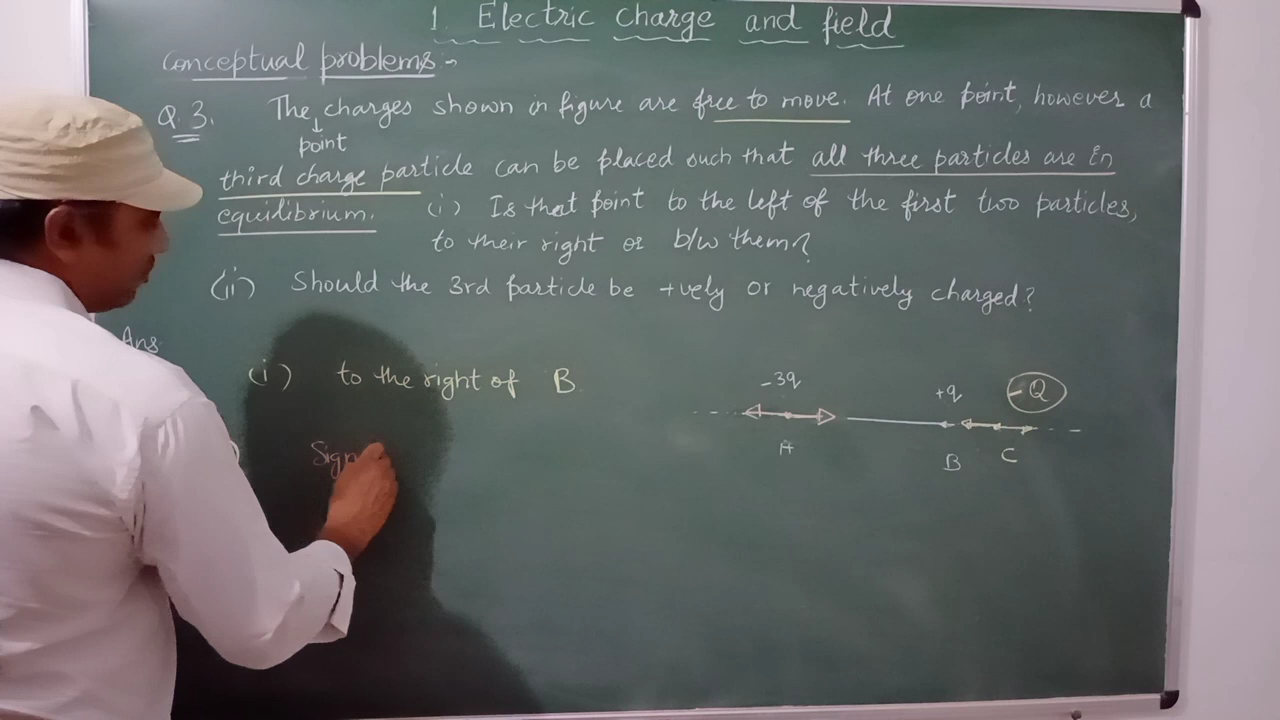 1. Electric charge and field
Conceptual problems:-
Q 3. The charges shown in figure are free to move. At one point, however a
point
third charge particle can be placed such that all three particles are in
equidibrium. (i) Is that point to the left of the first two particles,
to their right or b/w them?
(ii) Should the 3rd particle be +vely or negatively charged?
Ans
(i) to the right of B
-3q +q -Q
A B C
Sign